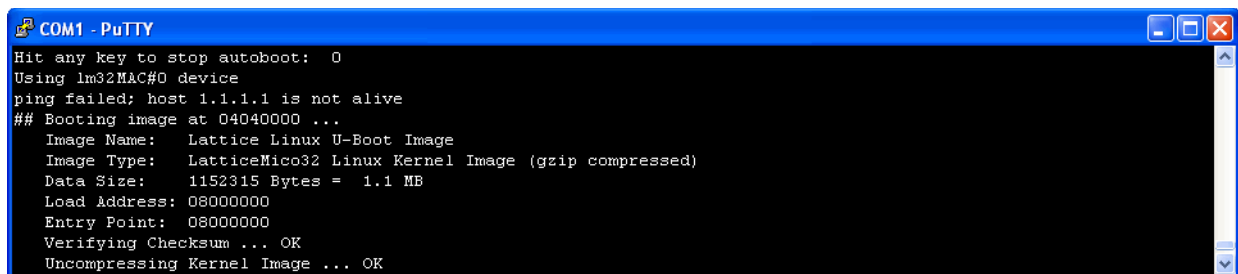 COM1 - PuTTY
Hit any key to stop autoboot:  0
Using lm32MAC#0 device
ping failed; host 1.1.1.1 is not alive
## Booting image at 04040000 ...
   Image Name:   Lattice Linux U-Boot Image
   Image Type:   LatticeMico32 Linux Kernel Image (gzip compressed)
   Data Size:    1152315 Bytes =  1.1 MB
   Load Address: 08000000
   Entry Point:  08000000
   Verifying Checksum ... OK
   Uncompressing Kernel Image ... OK